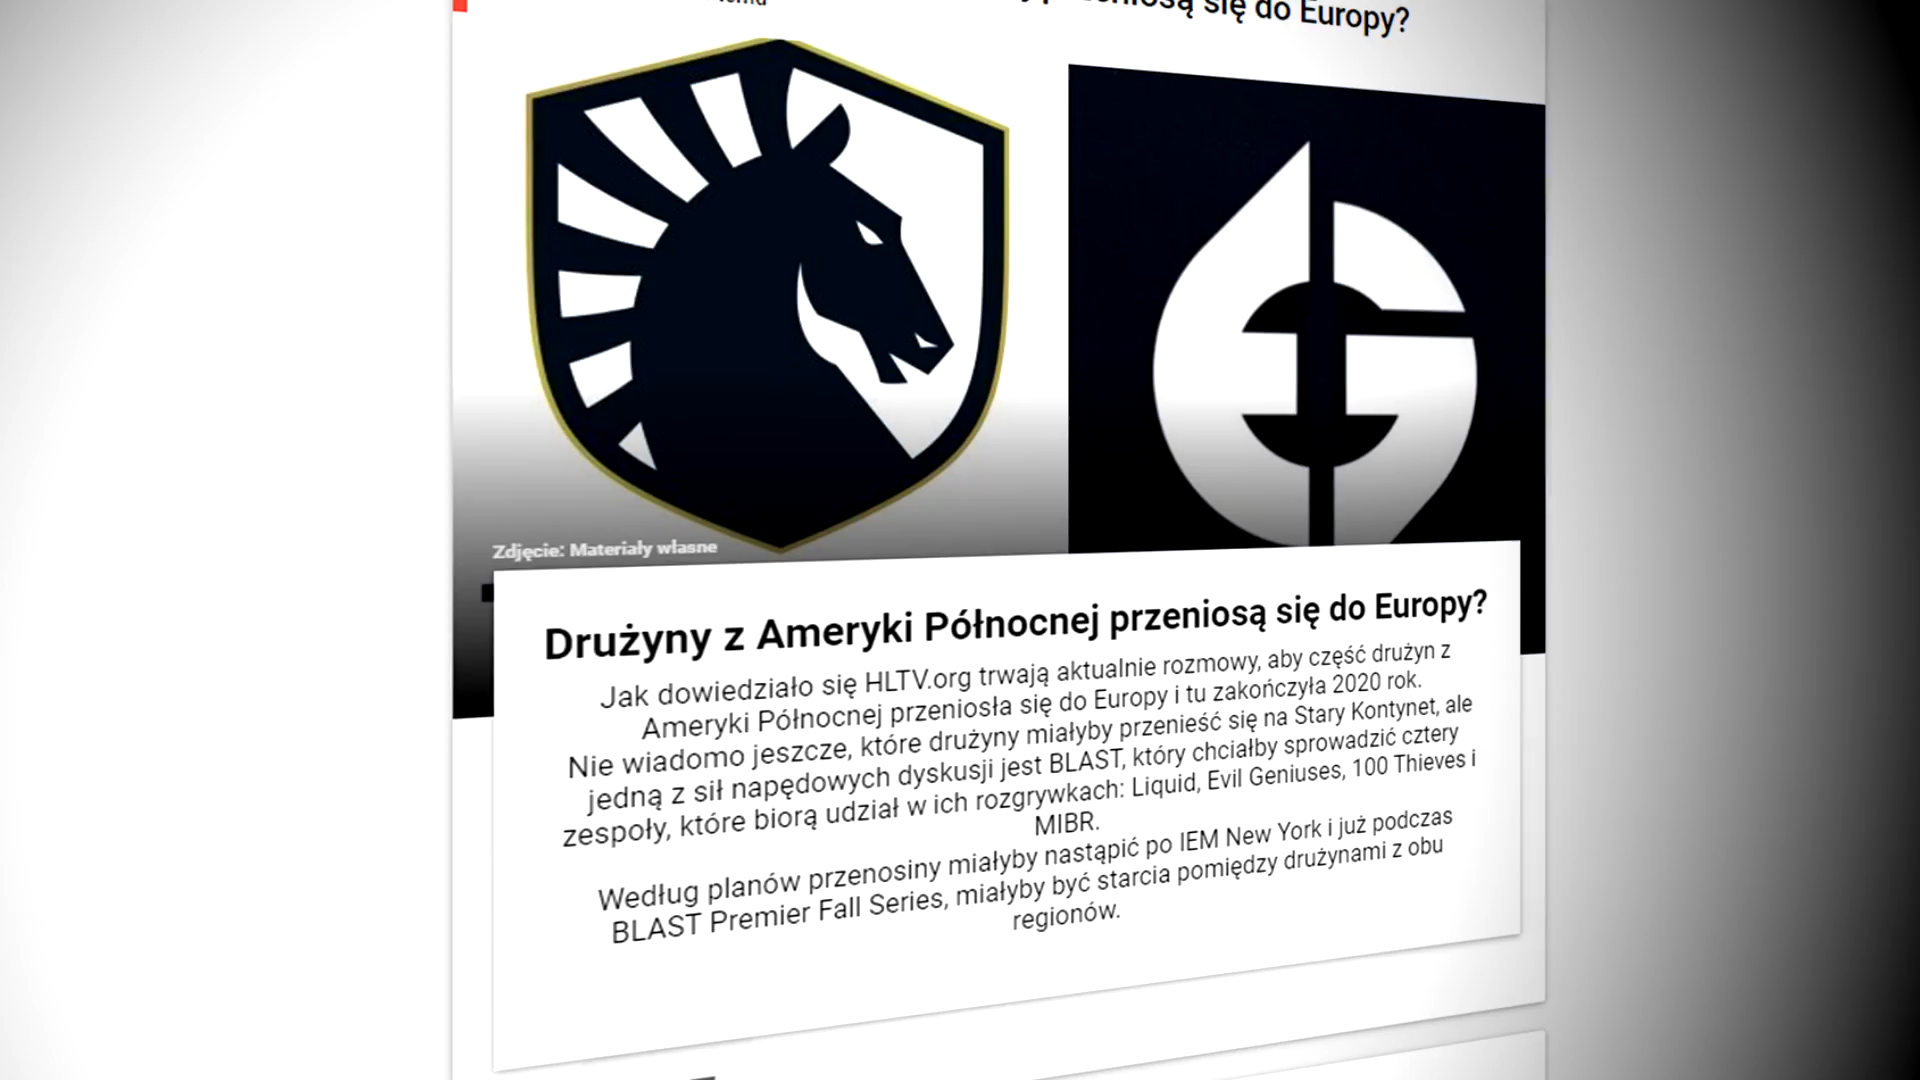 się do Europy?
Zdjęcie: Materiały własne
Drużyny z Ameryki Północnej przeniosą się do Europy?
Jak dowiedziało się HLTV.org trwają aktualnie rozmowy, aby część drużyn z
Ameryki Północnej przeniosła się do Europy i tu zakończyła 2020 rok.
Nie wiadomo jeszcze, które drużyny miałyby przenieść się na Stary Kontynet, ale
jedną z sił napędowych dyskusji jest BLAST, który chciałby sprowadzić cztery
zespoły, które biorą udział w ich rozgrywkach: Liquid, Evil Geniuses, 100 Thieves i
MIBR.
Według planów przenosiny miałyby nastąpić po IEM New York i już podczas
BLAST Premier Fall Series, miałyby być starcia pomiędzy drużynami z obu
regionów.